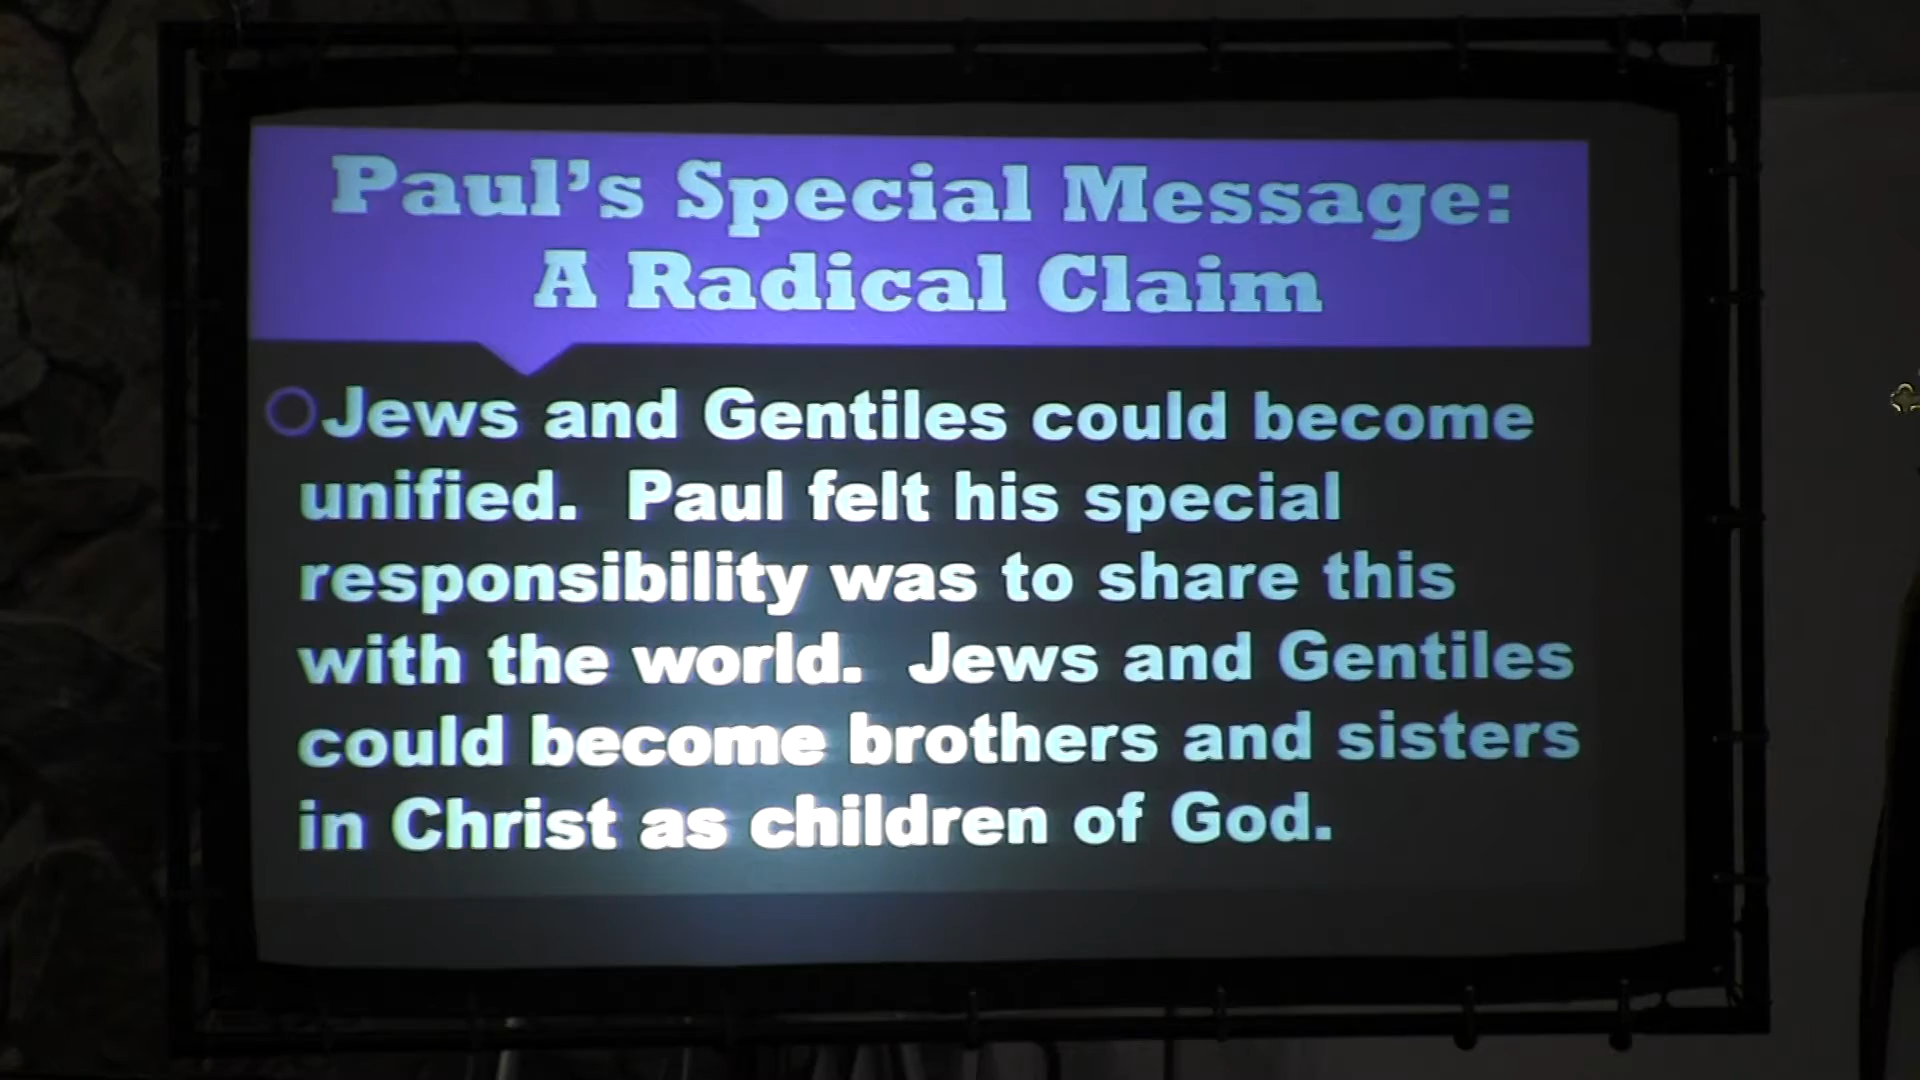 Paul’s Special Message:
A Radical Claim
Jews and Gentiles could become
unified.  Paul felt his special
responsibility was to share this
with the world.  Jews and Gentiles
could become brothers and sisters
in Christ as children of God.